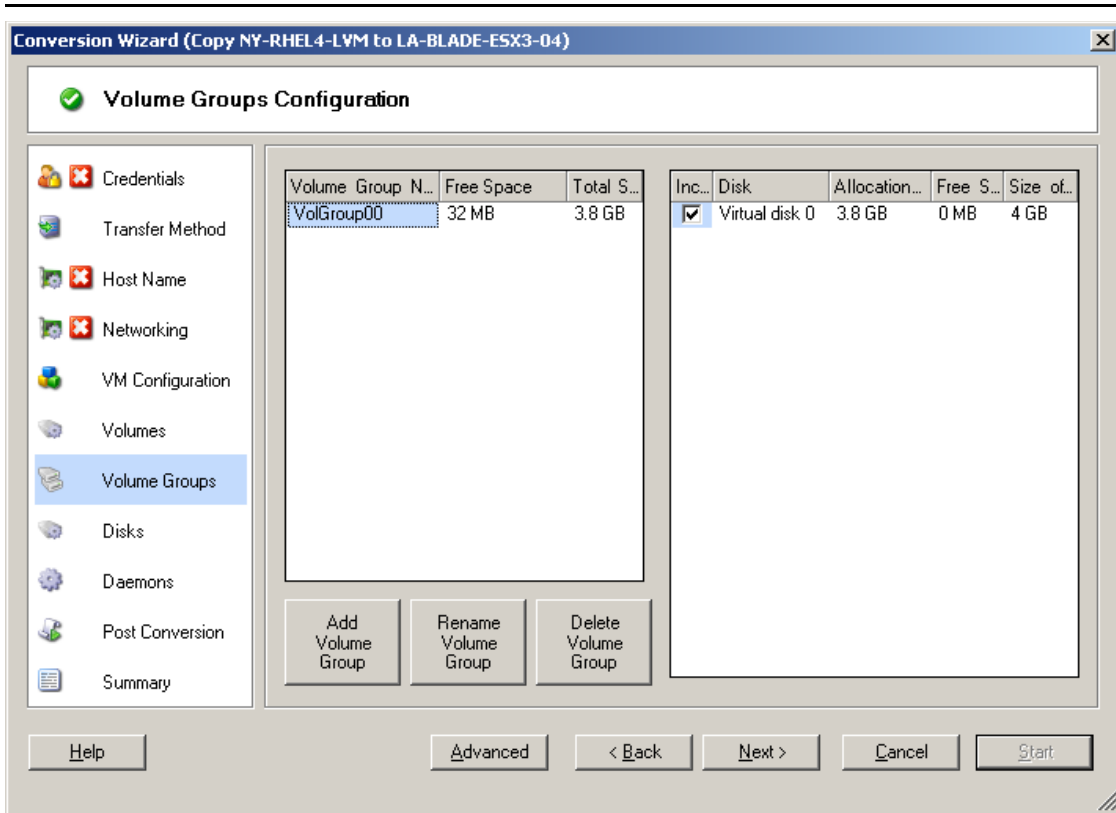 Conversion Wizard (Copy NY-RHEL4-LVM to LA-BLADE-ESX3-04)
Volume Groups Configuration
Credentials
Transfer Method
Host Name
Networking
VM Configuration
Volumes
Volume Groups
Disks
Daemons
Post Conversion
Summary
Volume Group N... Free Space Total S...
VolGroup00 32 MB 3.8 GB
Add
Volume
Group
Rename
Volume
Group
Delete
Volume
Group
Inc... Disk Allocation... Free S... Size of...
Virtual disk 0 3.8 GB 0 MB 4 GB
Help Advanced < Back Next > Cancel Start